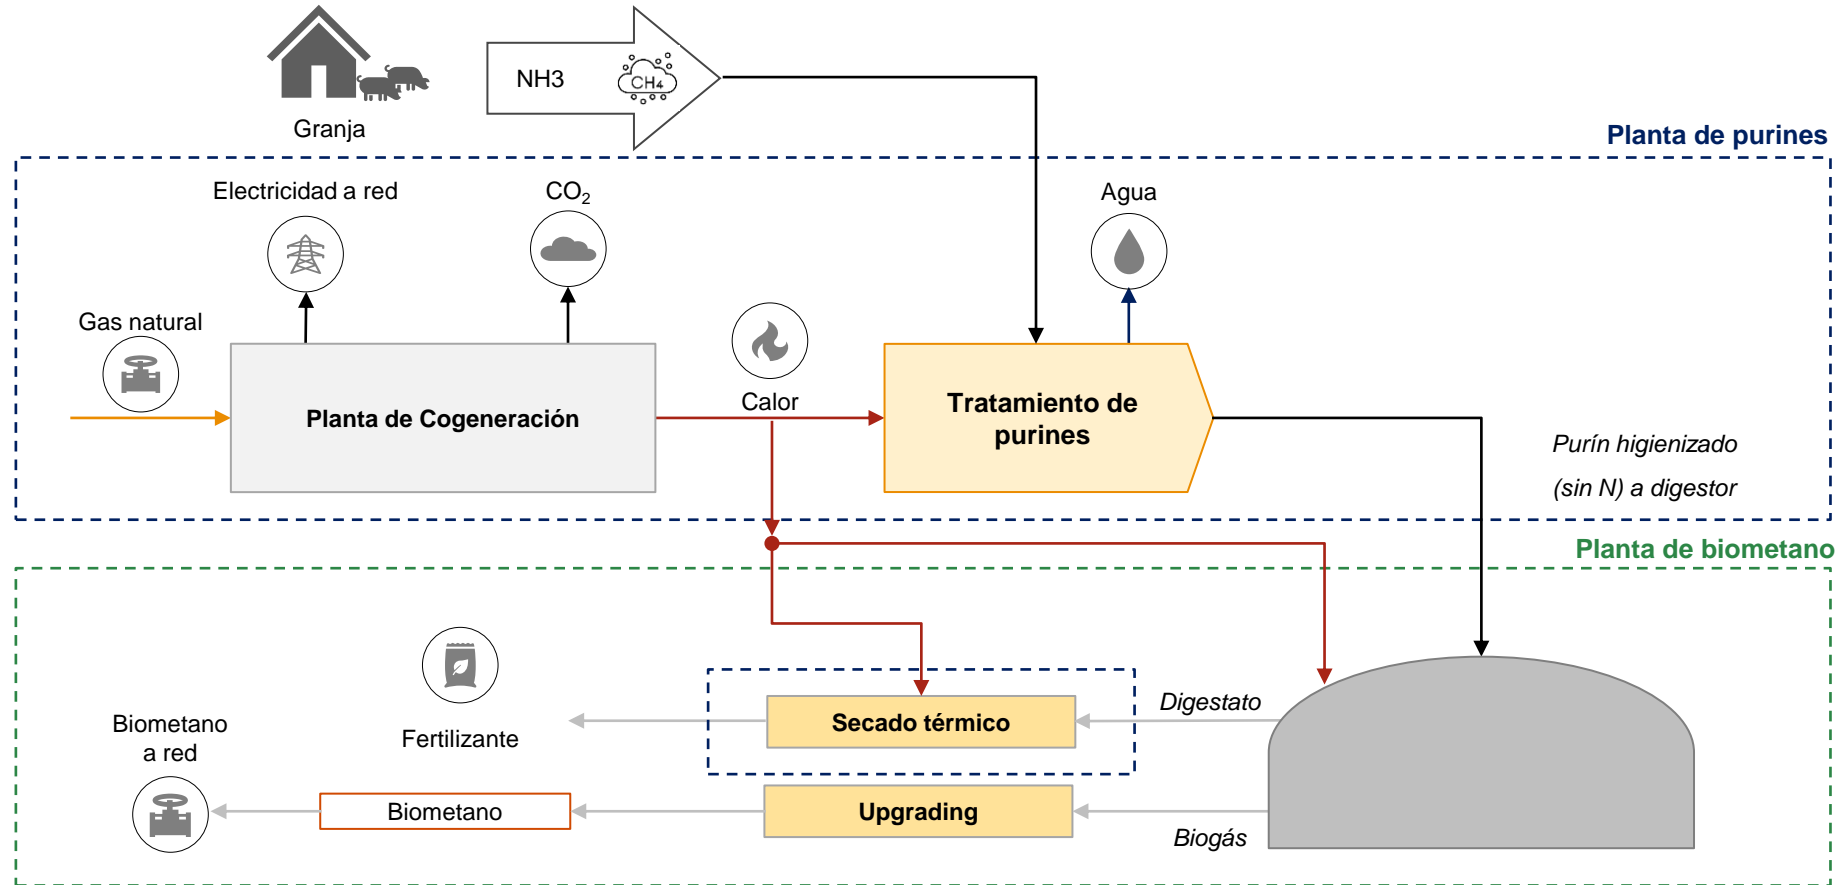 NH3
CH4
Granja
Planta de purines
Electricidad a red
CO₂
Agua
Gas natural
Planta de Cogeneración
Calor
Tratamiento de
purines
Purín higienizado
(sin N) a digestor
Planta de biometano
Secado térmico
Digestato
Fertilizante
Biometano
a red
Biometano
Upgrading
Biogás